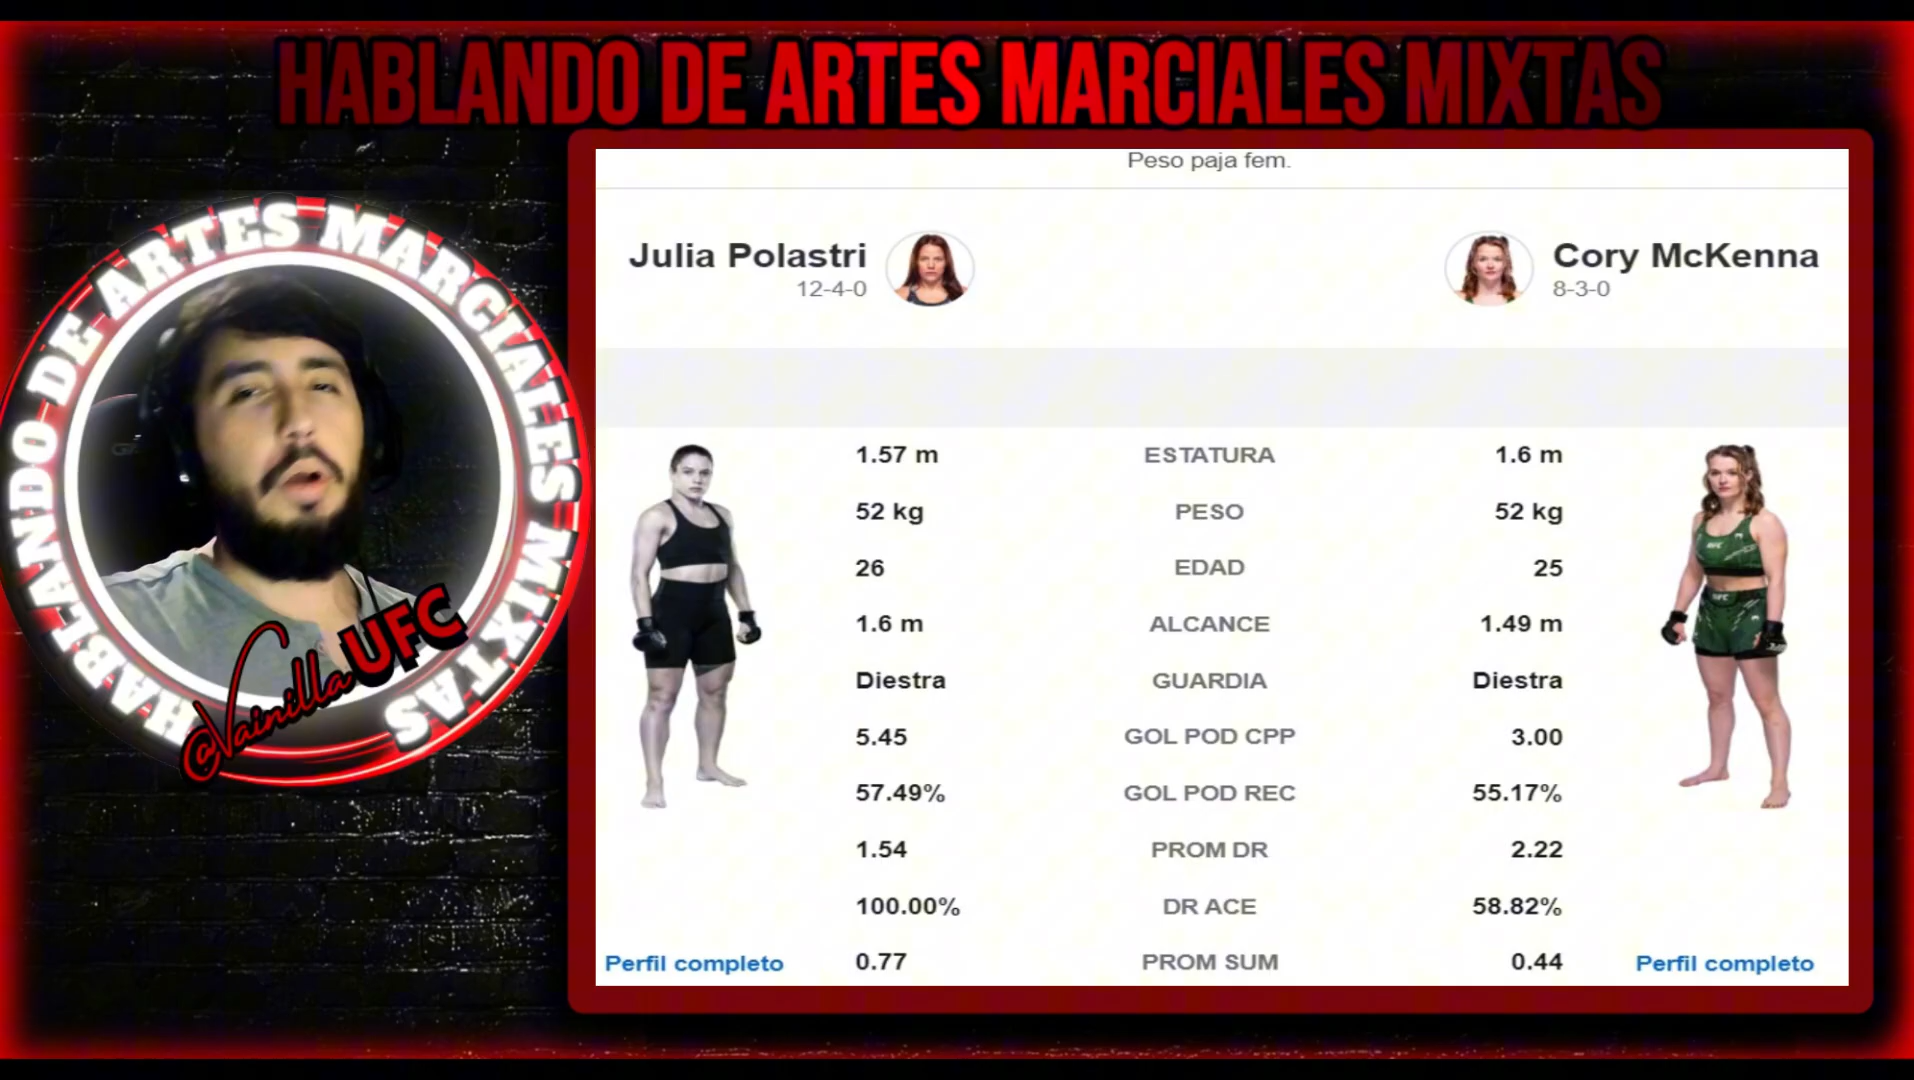 HABLANDO DE ARTES MARCIALES MIXTAS
HABLANDO DE ARTES MARCIALES MIXTAS
@Vainilla UFC
Peso paja fem.
Julia Polastri
12-4-0
Cory McKenna
8-3-0
1.57 m ESTATURA 1.6 m
52 kg PESO 52 kg
26 EDAD 25
1.6 m ALCANCE 1.49 m
Diestra GUARDIA Diestra
5.45 GOL POD CPP 3.00
57.49% GOL POD REC 55.17%
1.54 PROM DR 2.22
100.00% DR ACE 58.82%
Perfil completo 0.77 PROM SUM 0.44 Perfil completo